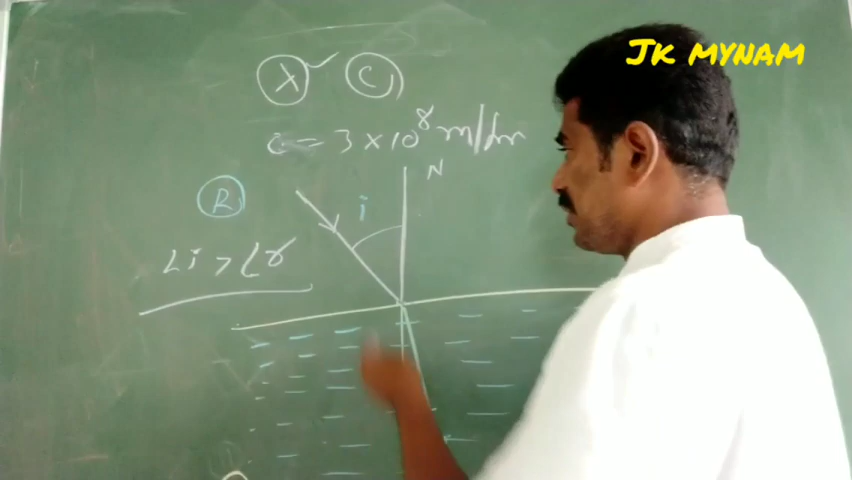 JK MYNAM
X C
c = 3 × 10⁸ m/
N
R
i
∠i > ∠r